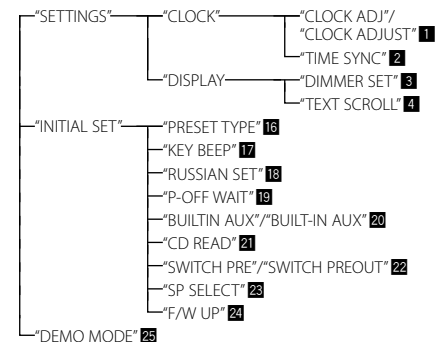 “SETTINGS” “CLOCK” “CLOCK ADJ”/
“CLOCK ADJUST” 1
“TIME SYNC” 2
“DISPLAY “DIMMER SET” 3
“TEXT SCROLL” 4
“INITIAL SET” “PRESET TYPE” 16
“KEY BEEP” 17
“RUSSIAN SET” 18
“P-OFF WAIT” 19
“BUILTIN AUX”/“BUILT-IN AUX” 20
“CD READ” 21
“SWITCH PRE”/“SWITCH PREOUT” 22
“SP SELECT” 23
“F/W UP” 24
“DEMO MODE” 25